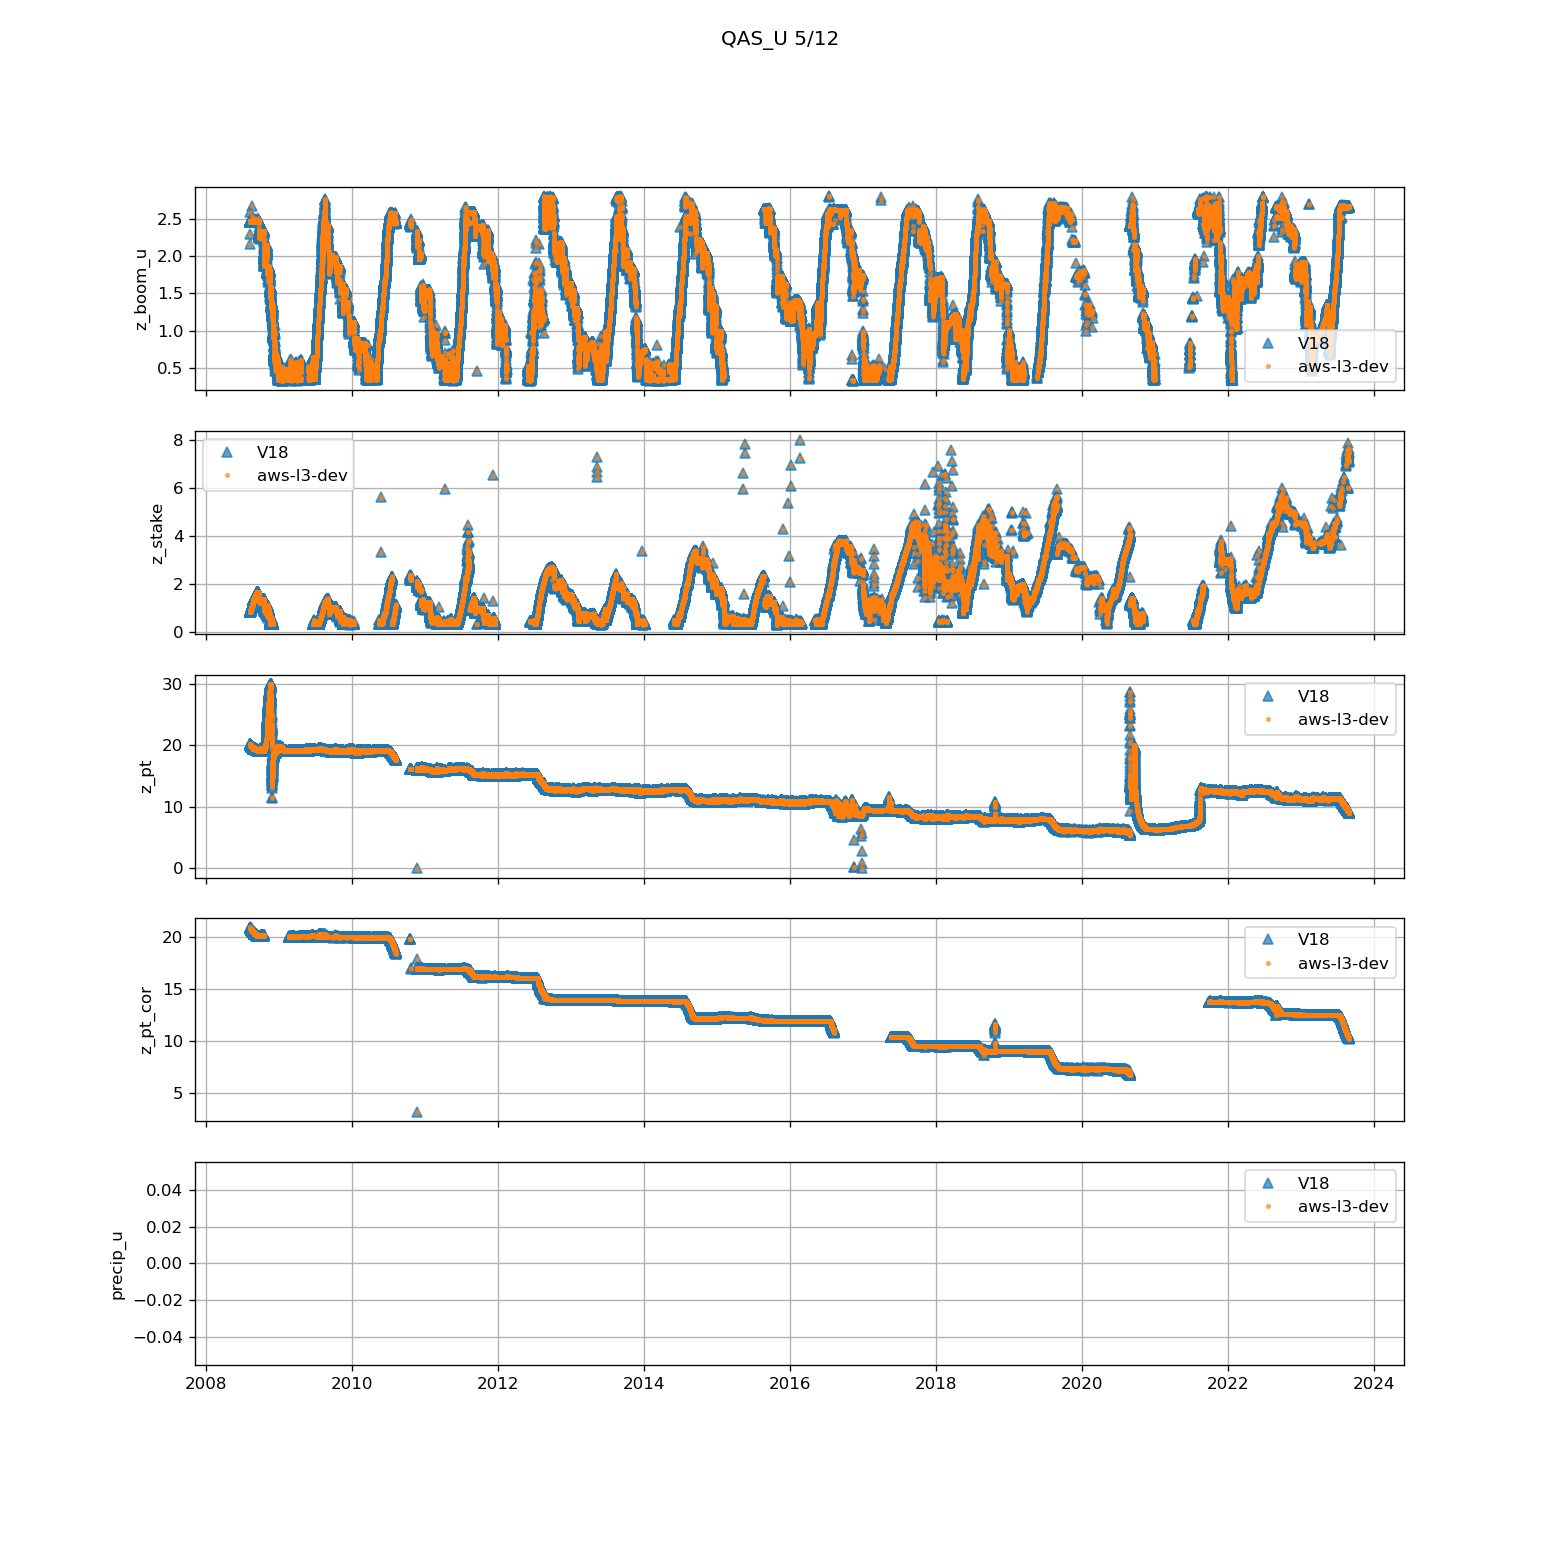 QAS_U 5/12
z_boom_u
2.5
2.0
1.5
1.0
0.5
V18
aws-l3-dev
z_stake
8
6
4
2
0
V18
aws-l3-dev
z_pt
30
20
10
0
V18
aws-l3-dev
z_pt_cor
20
15
10
5
V18
aws-l3-dev
precip_u
0.04
0.02
0.00
−0.02
−0.04
V18
aws-l3-dev
2008 2010 2012 2014 2016 2018 2020 2022 2024